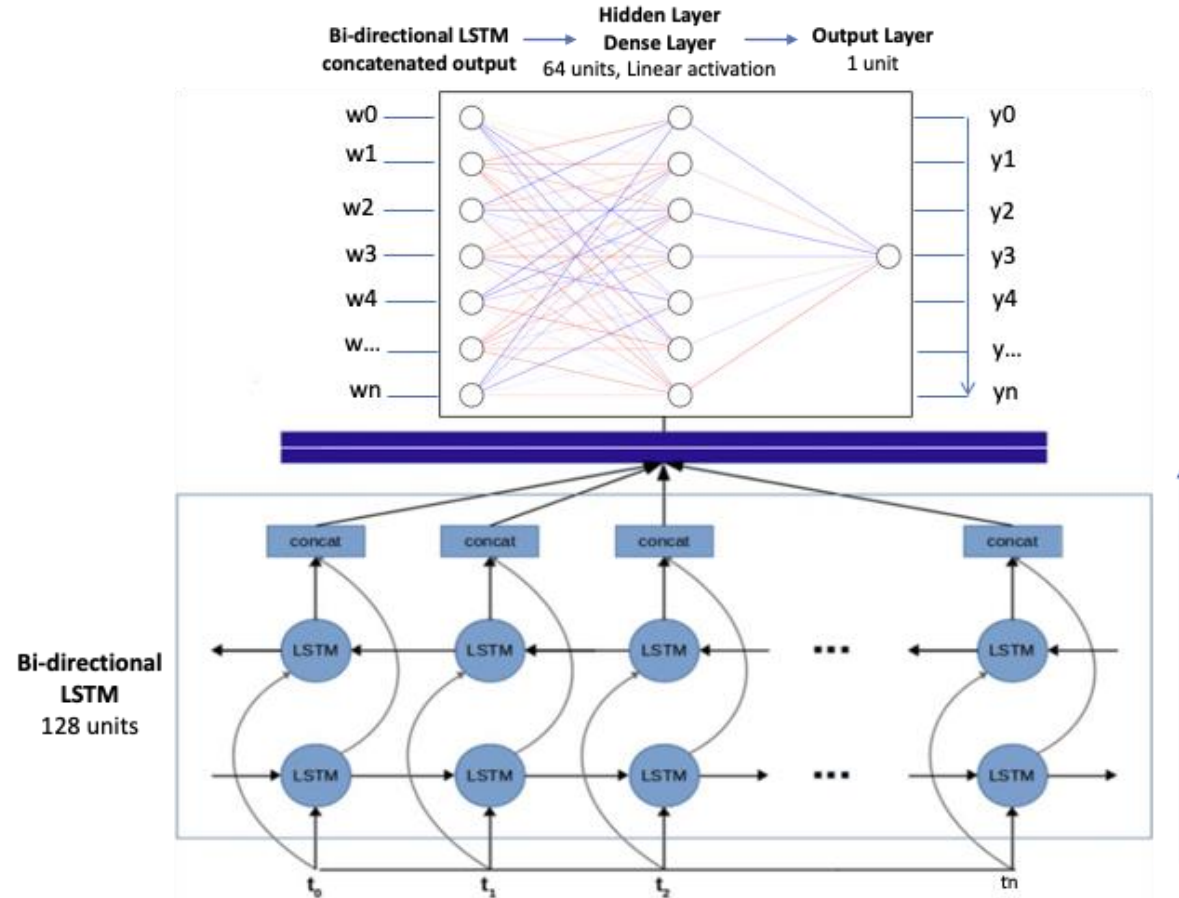 Bi-directional LSTM
concatenated output
Hidden Layer
Dense Layer
64 units, Linear activation
Output Layer
1 unit
w0
w1
w2
w3
w4
w...
wn
y0
y1
y2
y3
y4
y...
yn
concat
concat
concat
concat
LSTM
LSTM
LSTM
...
LSTM
Bi-directional
LSTM
128 units
LSTM
LSTM
LSTM
...
LSTM
t₀
t₁
t₂
tn